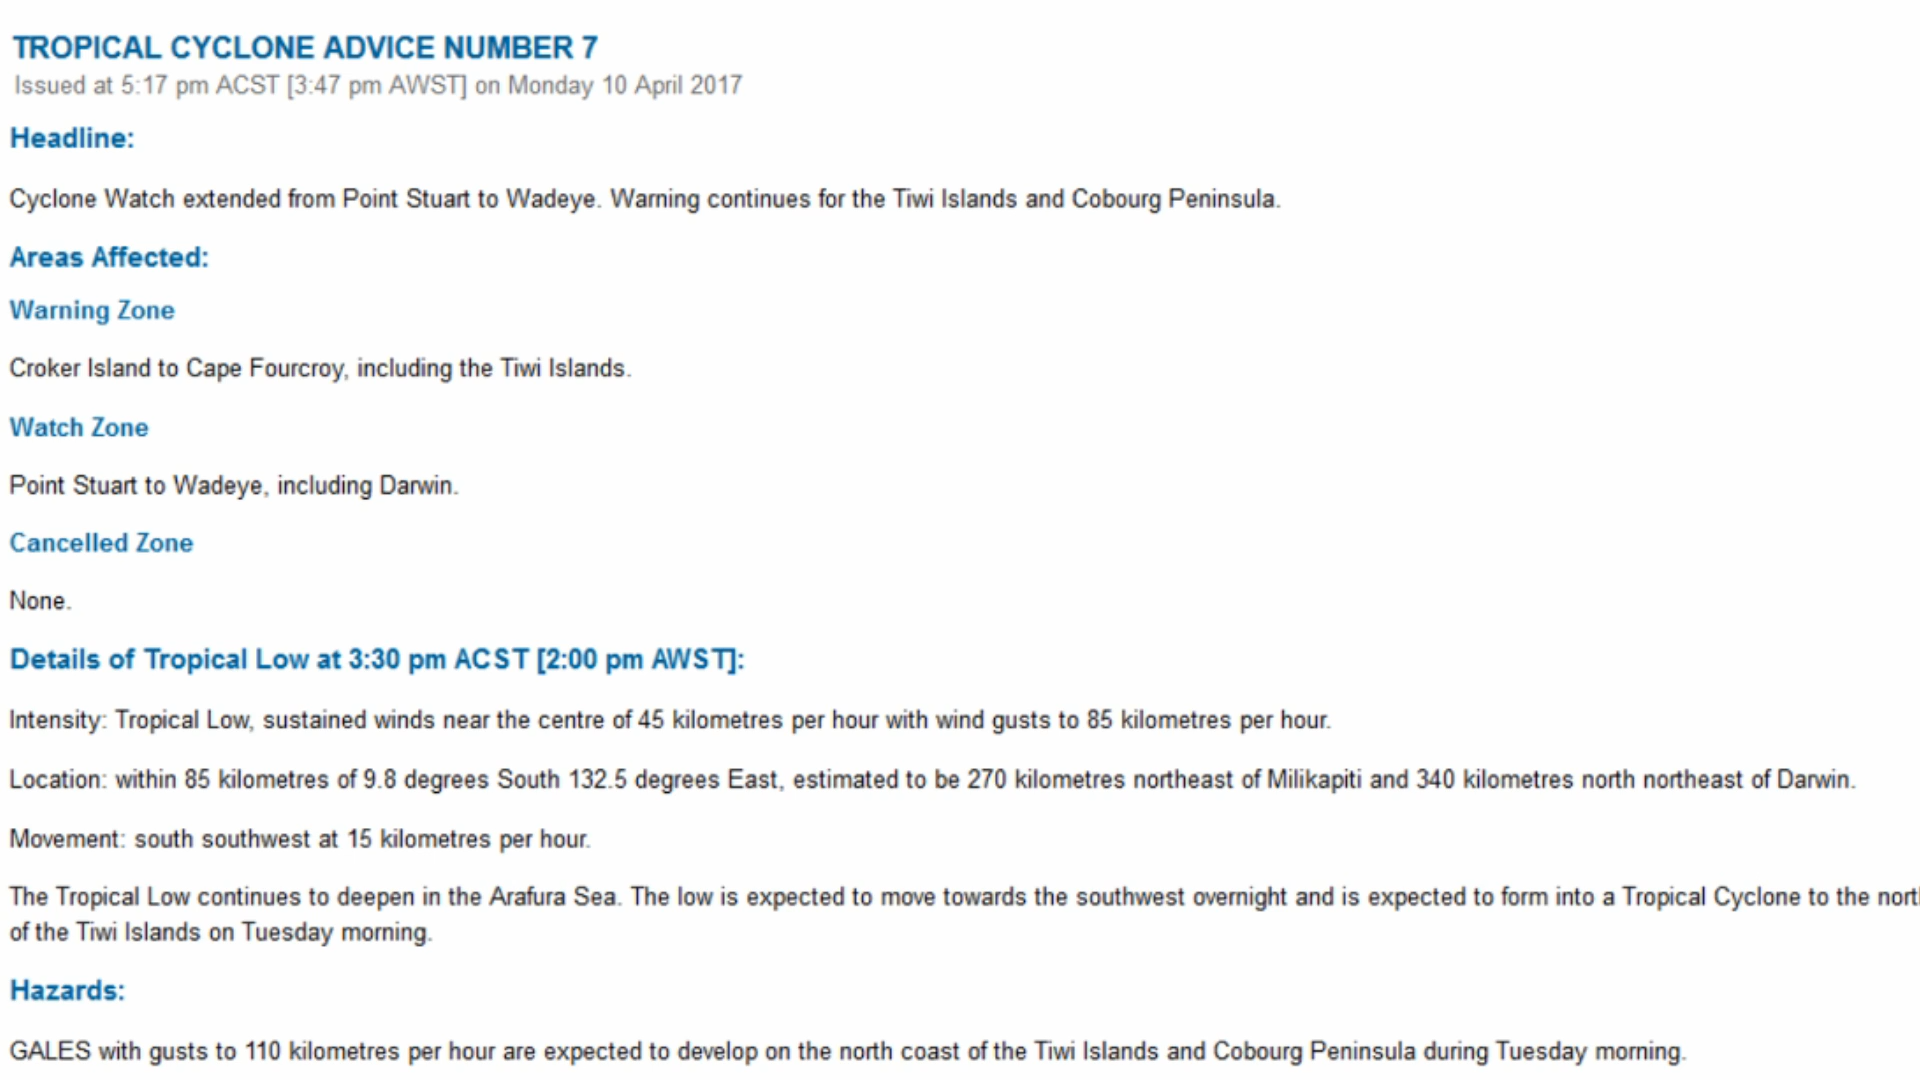 TROPICAL CYCLONE ADVICE NUMBER 7
Issued at 5:17 pm ACST [3:47 pm AWST] on Monday 10 April 2017
Headline:
Cyclone Watch extended from Point Stuart to Wadeye. Warning continues for the Tiwi Islands and Cobourg Peninsula.
Areas Affected:
Warning Zone
Croker Island to Cape Fourcroy, including the Tiwi Islands.
Watch Zone
Point Stuart to Wadeye, including Darwin.
Cancelled Zone
None.
Details of Tropical Low at 3:30 pm ACST [2:00 pm AWST]:
Intensity: Tropical Low, sustained winds near the centre of 45 kilometres per hour with wind gusts to 85 kilometres per hour.
Location: within 85 kilometres of 9.8 degrees South 132.5 degrees East, estimated to be 270 kilometres northeast of Milikapiti and 340 kilometres north northeast of Darwin.
Movement: south southwest at 15 kilometres per hour.
The Tropical Low continues to deepen in the Arafura Sea. The low is expected to move towards the southwest overnight and is expected to form into a Tropical Cyclone to the
of the Tiwi Islands on Tuesday morning.
Hazards:
GALES with gusts to 110 kilometres per hour are expected to develop on the north coast of the Tiwi Islands and Cobourg Peninsula during Tuesday morning.